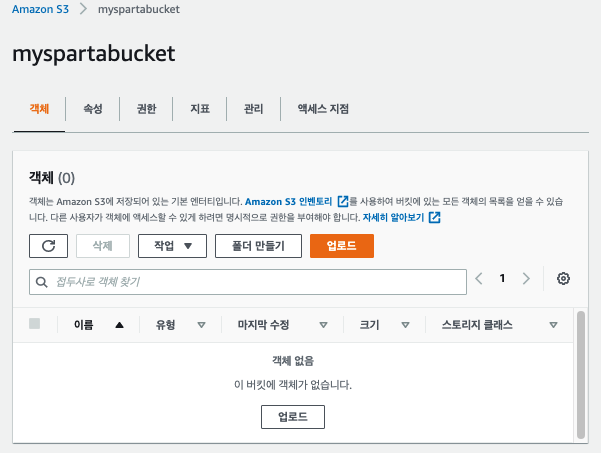 Amazon S3 > myspartabucket
myspartabucket
객체 속성 권한 지표 관리 액세스 지점
객체 (0)
객체는 Amazon S3에 저장되어 있는 기본 엔터티입니다. Amazon S3 인벤토리 를 사용하여 버킷에 있는 모든 객체의 목록을 얻을 수 있습
니다. 다른 사용자가 객체에 액세스할 수 있게 하려면 명시적으로 권한을 부여해야 합니다. 자세히 알아보기
삭제 작업 폴더 만들기 업로드
접두사로 객체 찾기 1
이름 유형 마지막 수정 크기 스토리지 클래스
객체 없음
이 버킷에 객체가 없습니다.
업로드